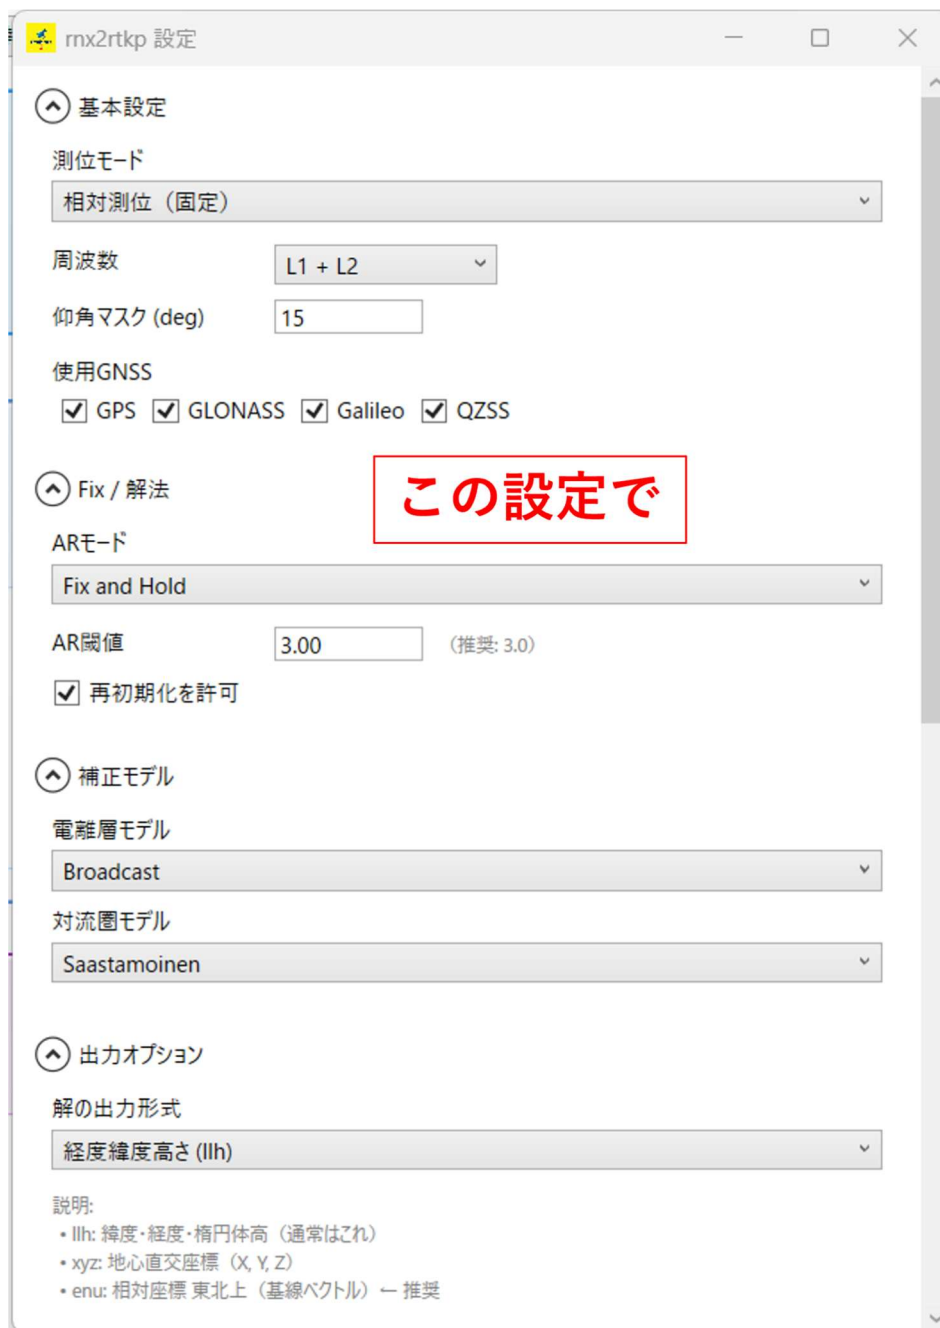 rnx2rtkp 設定
基本設定
測位モード
相対測位（固定）
周波数
L1 + L2
仰角マスク (deg)
15
使用GNSS
GPS GLONASS Galileo QZSS
この設定で
Fix / 解法
ARモード
Fix and Hold
AR閾値
3.00 (推奨: 3.0)
再初期化を許可
補正モデル
電離層モデル
Broadcast
対流圏モデル
Saastamoinen
出力オプション
解の出力形式
経度緯度高さ (llh)
説明:
• llh: 緯度・経度・楕円体高（通常はこれ）
• xyz: 地心直交座標（X, Y, Z）
• enu: 相対座標 東北上（基線ベクトル）← 推奨